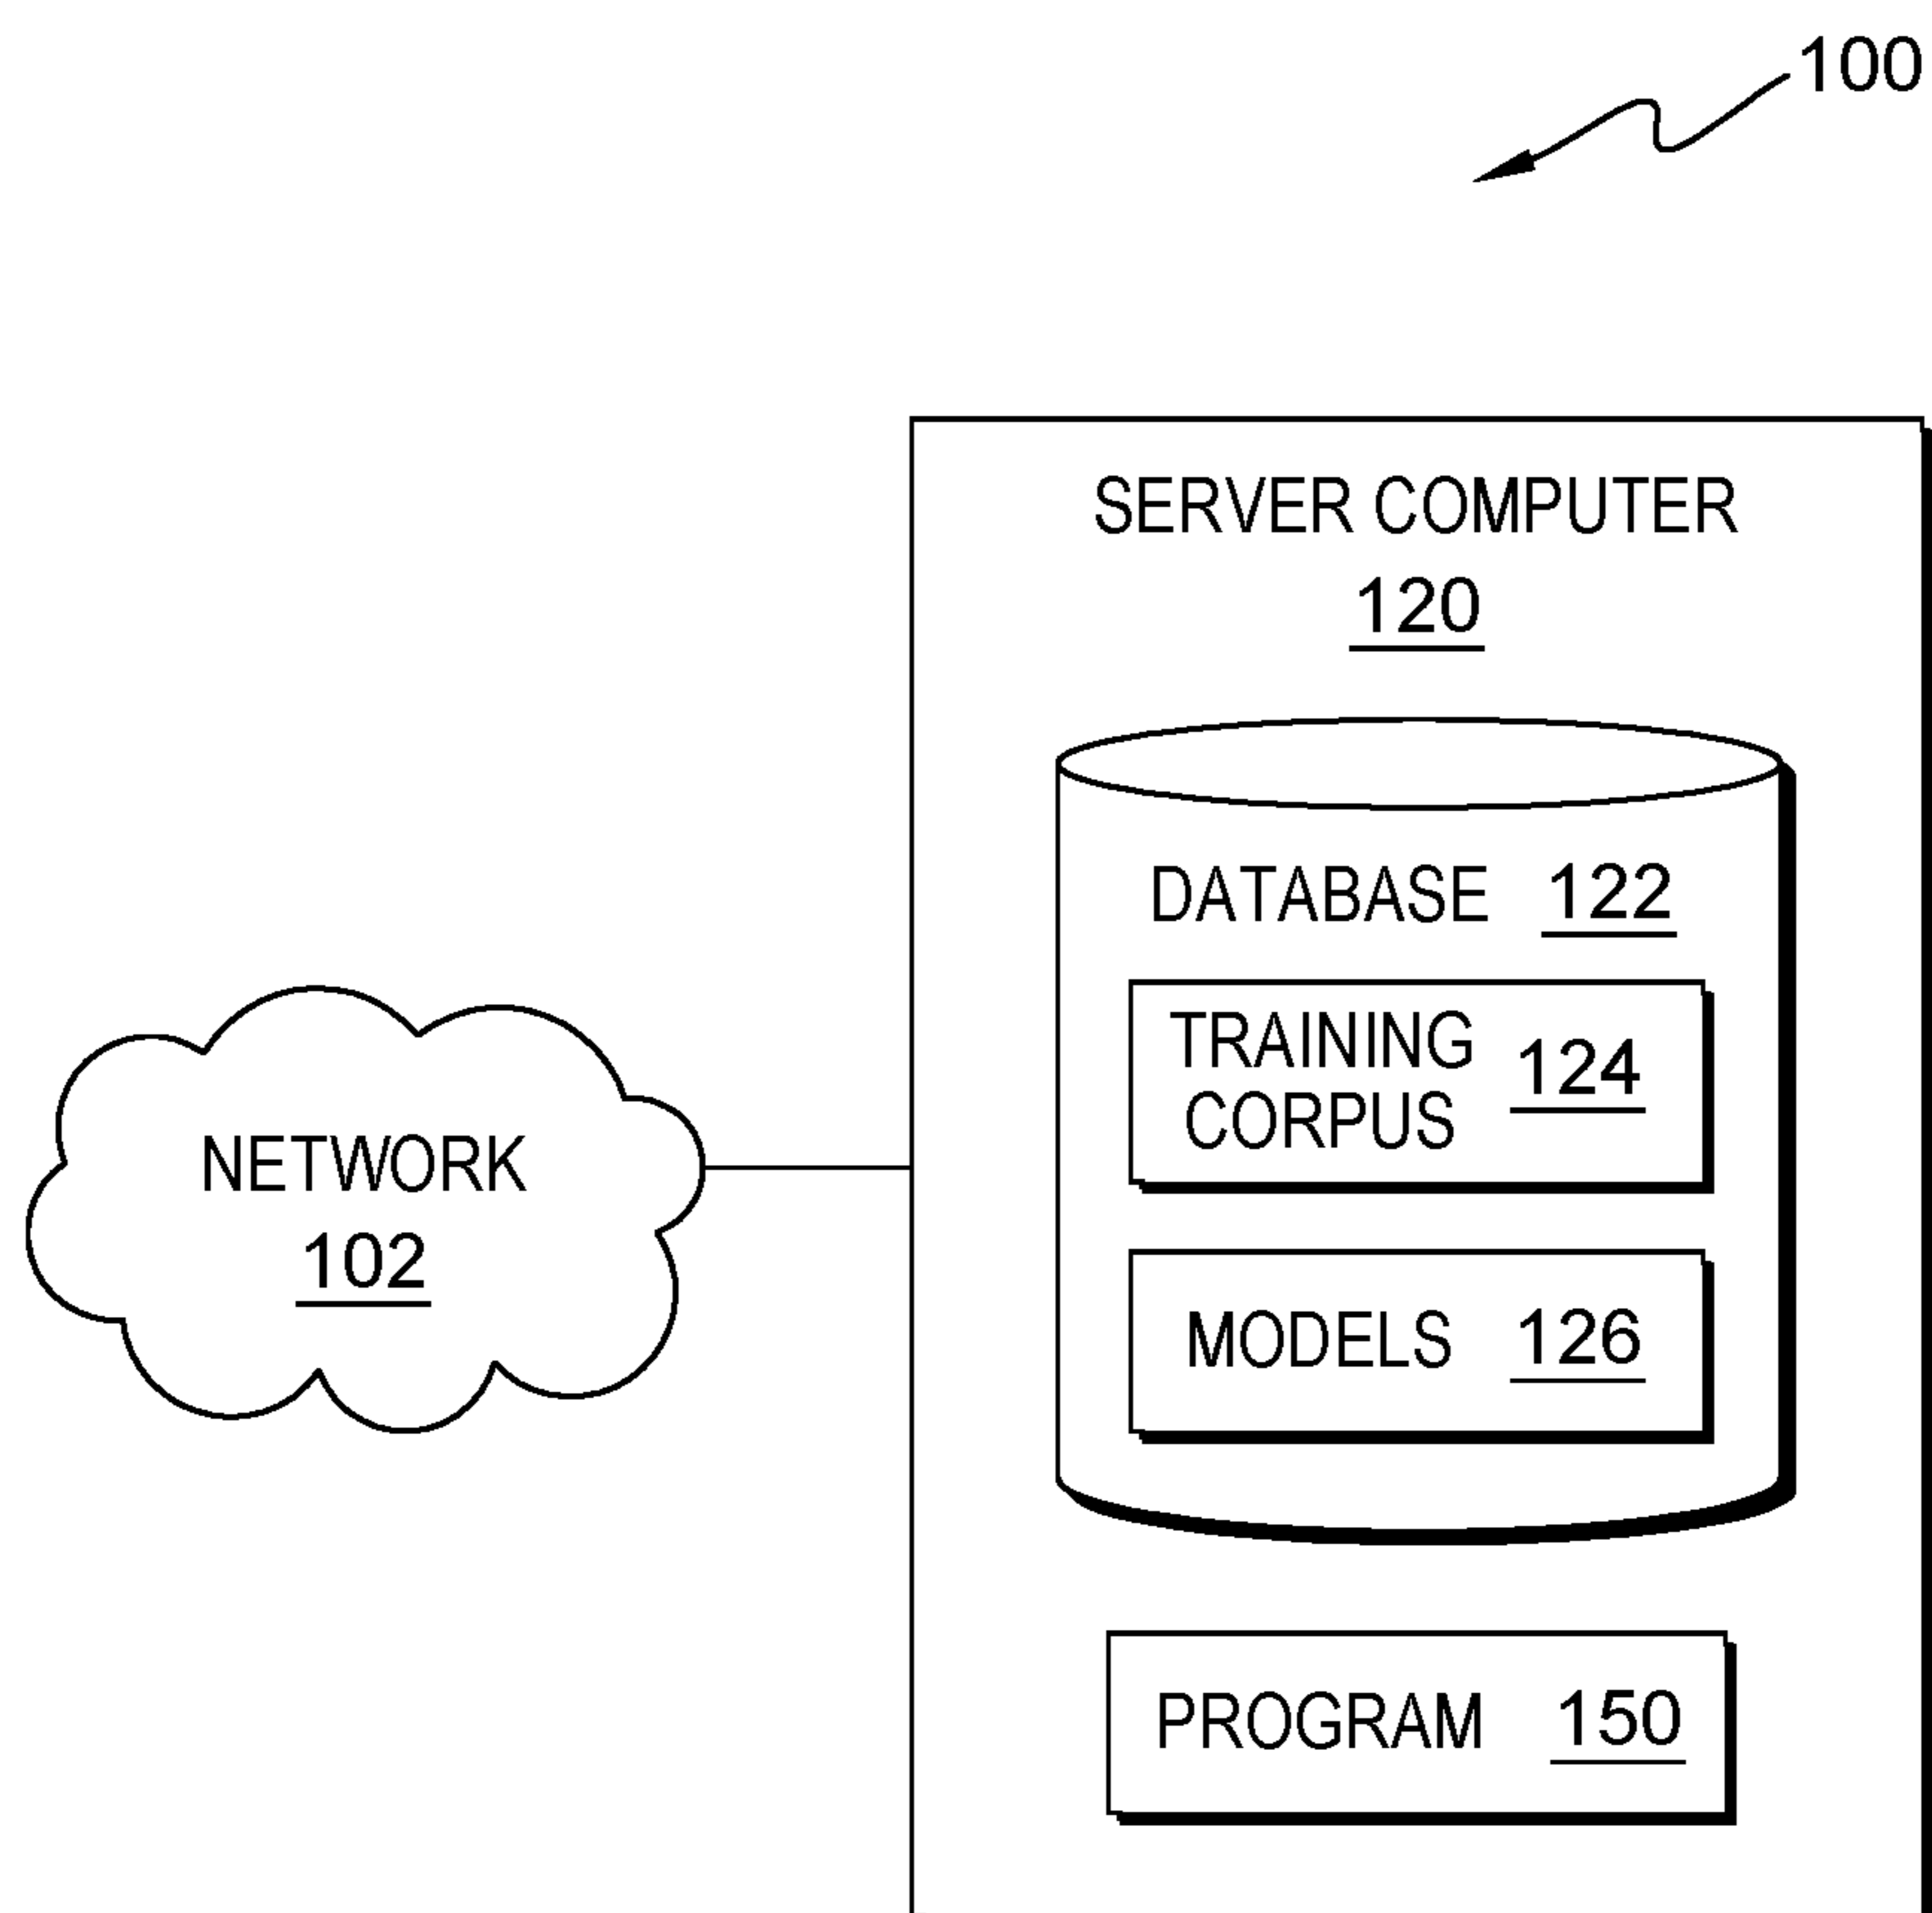 100
SERVER COMPUTER
120
DATABASE 122
TRAINING
CORPUS 124
MODELS 126
NETWORK
102
PROGRAM 150